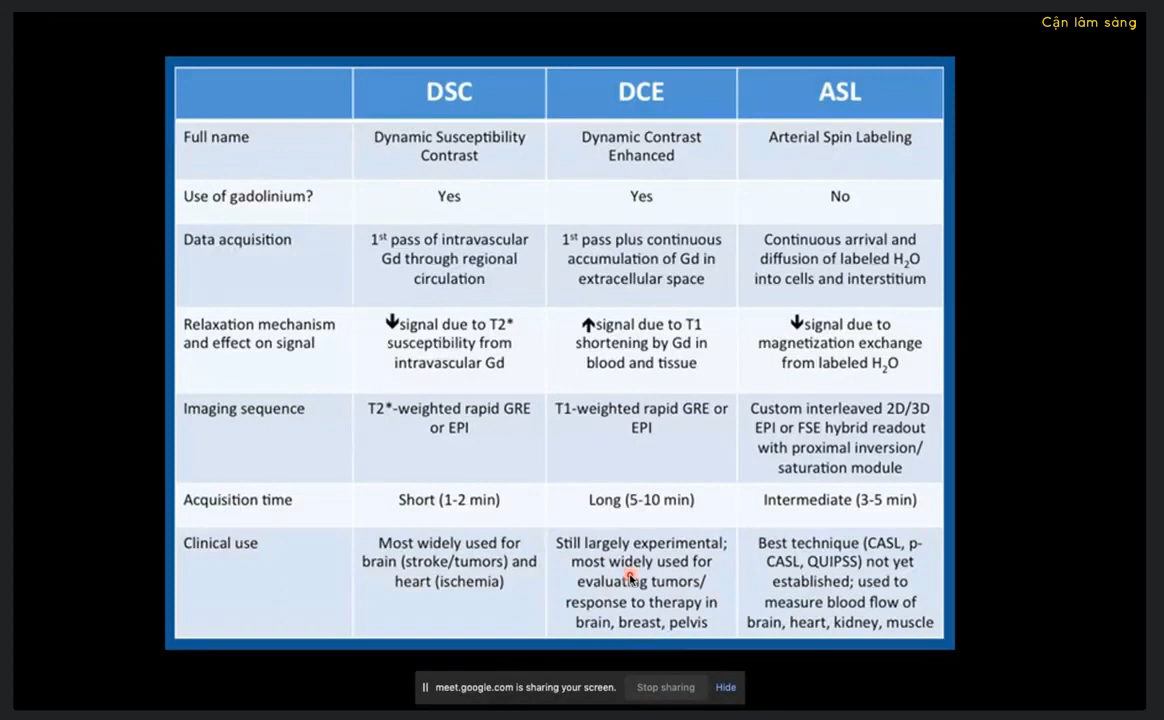 Cận lâm sàng
DSC
DCE
ASL
Full name
Dynamic Susceptibility
Contrast
Dynamic Contrast
Enhanced
Arterial Spin Labeling
Use of gadolinium?
Yes
Yes
No
Data acquisition
1st pass of intravascular
Gd through regional
circulation
1st pass plus continuous
accumulation of Gd in
extracellular space
Continuous arrival and
diffusion of labeled H₂O
into cells and interstitium
Relaxation mechanism
and effect on signal
↓signal due to T2*
susceptibility from
intravascular Gd
↑signal due to T1
shortening by Gd in
blood and tissue
↓signal due to
magnetization exchange
from labeled H₂O
Imaging sequence
T2*-weighted rapid GRE
or EPI
T1-weighted rapid GRE or
EPI
Custom interleaved 2D/3D
EPI or FSE hybrid readout
with proximal inversion/
saturation module
Acquisition time
Short (1-2 min)
Long (5-10 min)
Intermediate (3-5 min)
Clinical use
Most widely used for
brain (stroke/tumors) and
heart (ischemia)
Still largely experimental;
most widely used for
evaluating tumors/
response to therapy in
brain, breast, pelvis
Best technique (CASL, p-
CASL, QUIPSS) not yet
established; used to
measure blood flow of
brain, heart, kidney, muscle
meet.google.com is sharing your screen.
Stop sharing
Hide